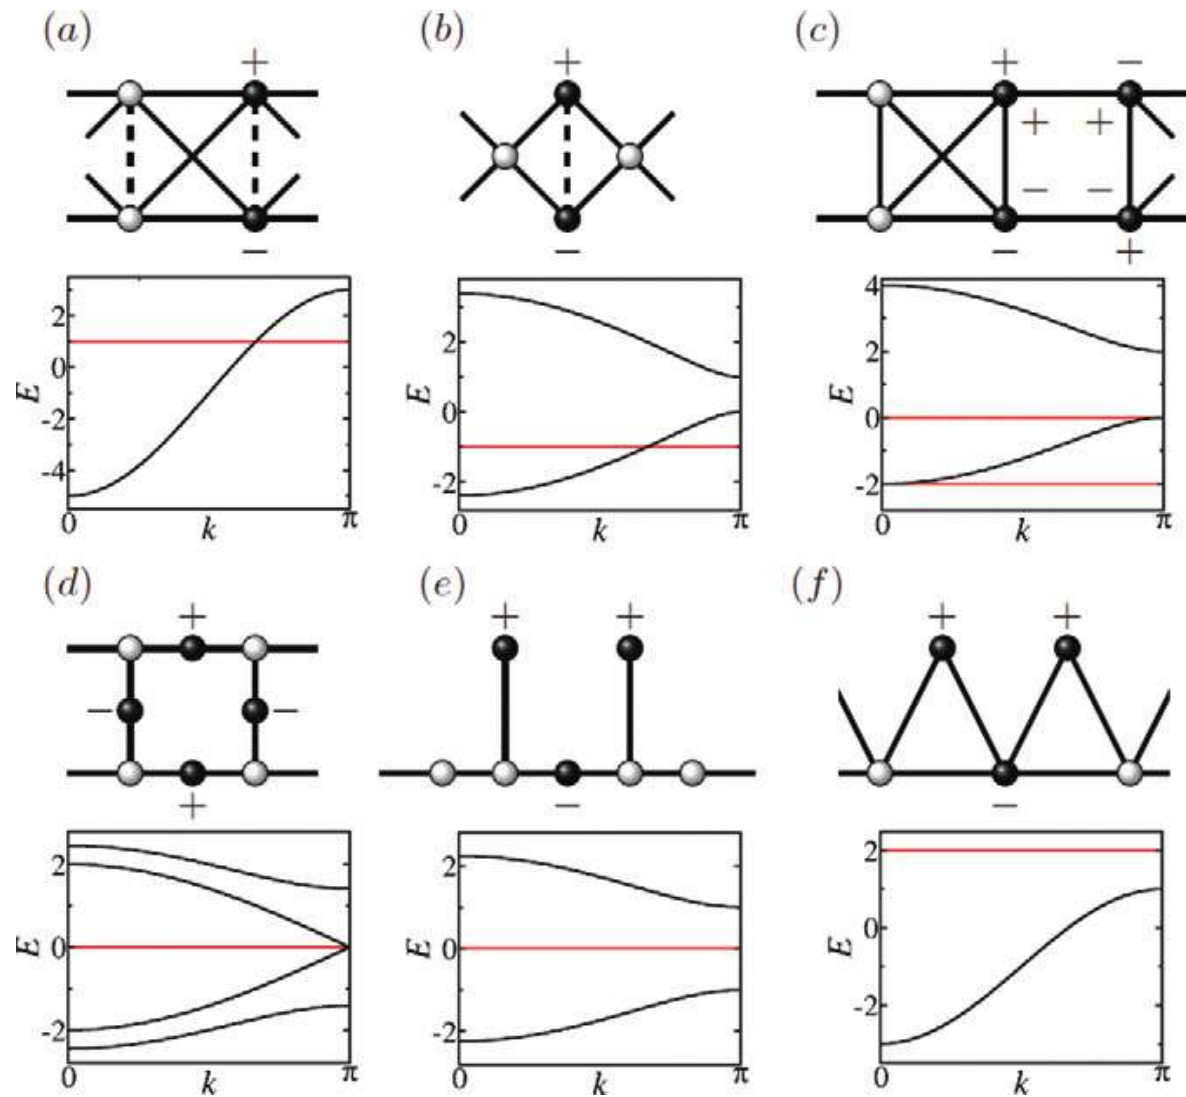 (a) (b) (c)
+ + + −
+ +
− −
− − − +
2 2 4
0 0 2
-2 -2 0
-4 -2
E E E
0 k π 0 k π 0 k π
(d) (e) (f)
+ + + + +
− −
+ − −
2 2 2
0 0 0
-2 -2 -2
E E E
0 k π 0 k π 0 k π